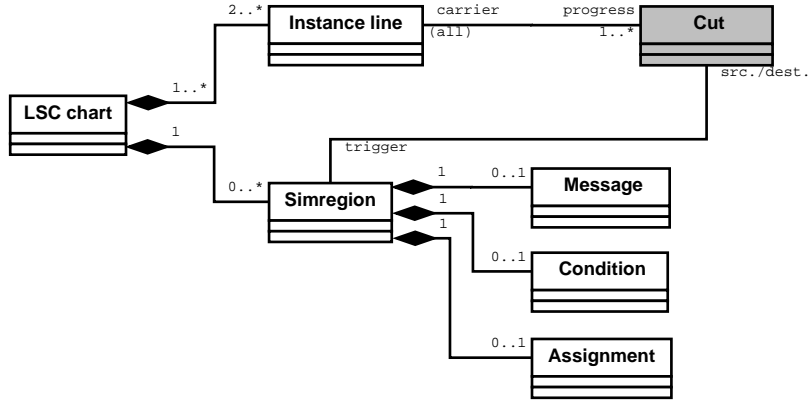 2..* Instance line carrier progress Cut
(all) 1..*
src./dest.
LSC chart 1..*
1
trigger
0..* Simregion 1 0..1 Message
1
1
0..1 Condition
0..1 Assignment